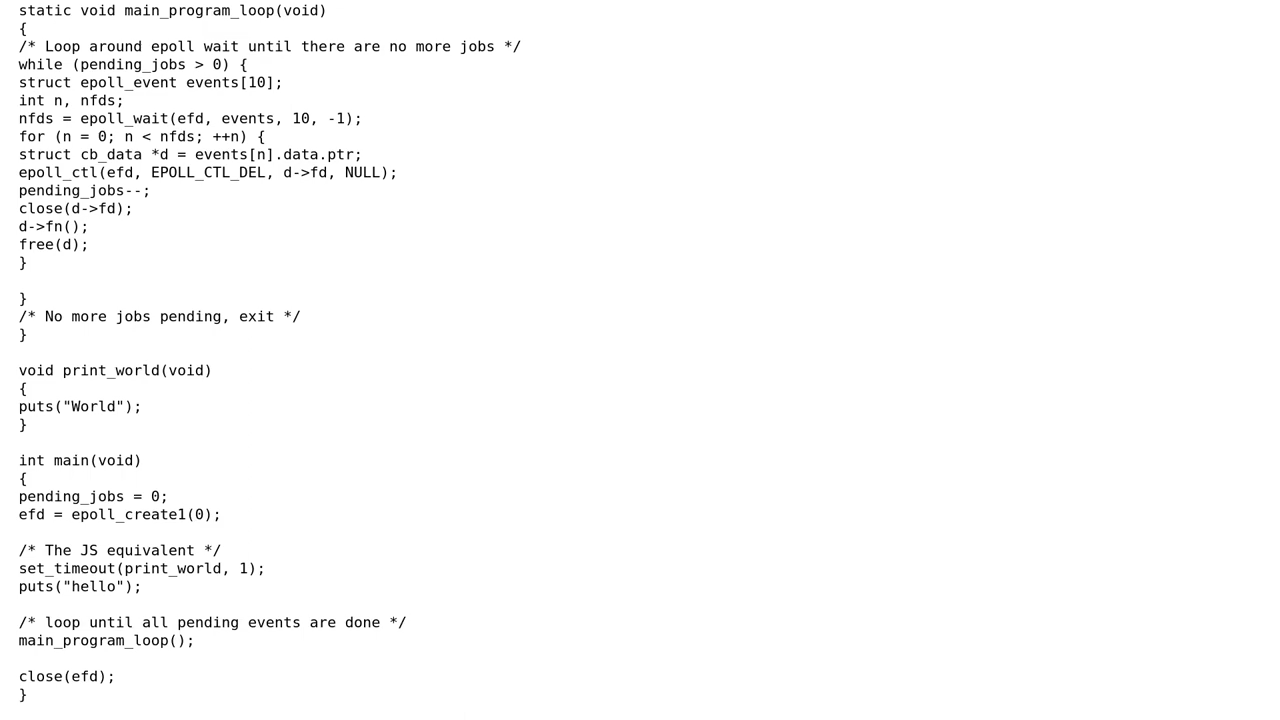 static void main_program_loop(void)
{
/* Loop around epoll wait until there are no more jobs */
while (pending_jobs > 0) {
struct epoll_event events[10];
int n, nfds;
nfds = epoll_wait(efd, events, 10, -1);
for (n = 0; n < nfds; ++n) {
struct cb_data *d = events[n].data.ptr;
epoll_ctl(efd, EPOLL_CTL_DEL, d->fd, NULL);
pending_jobs--;
close(d->fd);
d->fn();
free(d);
}

}
/* No more jobs pending, exit */
}

void print_world(void)
{
puts("World");
}

int main(void)
{
pending_jobs = 0;
efd = epoll_create1(0);

/* The JS equivalent */
set_timeout(print_world, 1);
puts("hello");

/* loop until all pending events are done */
main_program_loop();

close(efd);
}